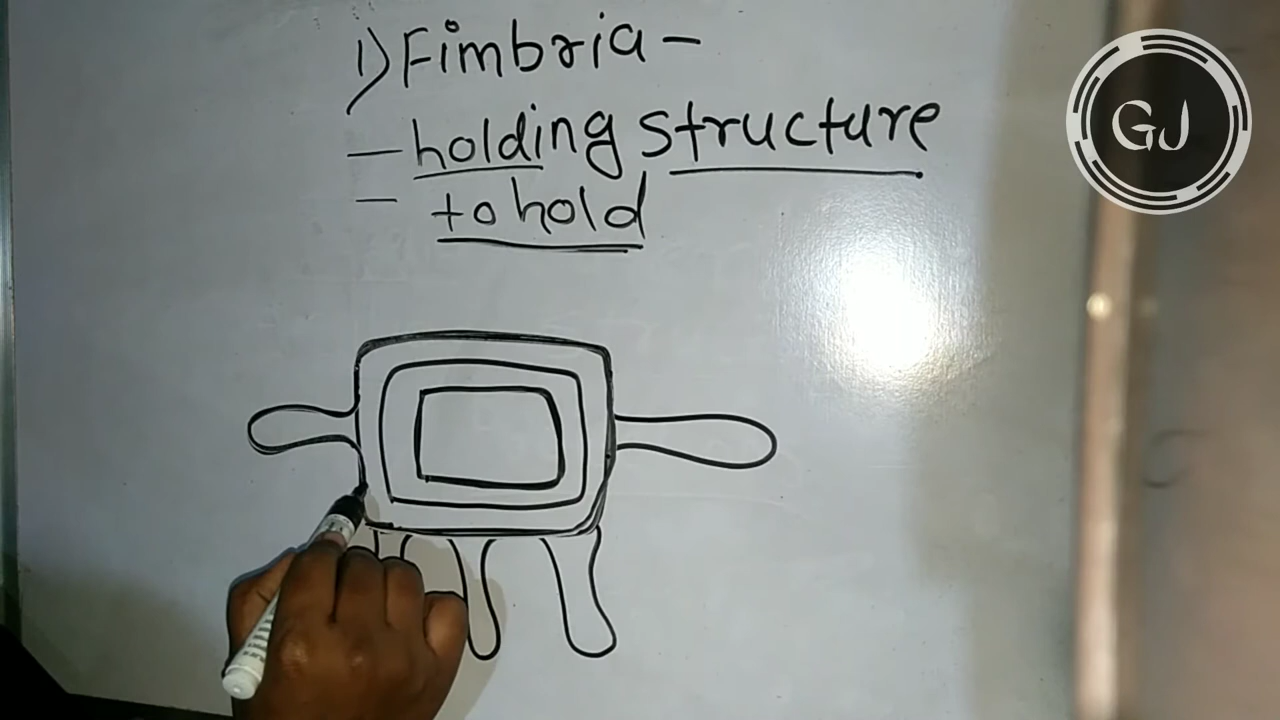 1) Fimbria -
- holding structure
- to hold
GJ